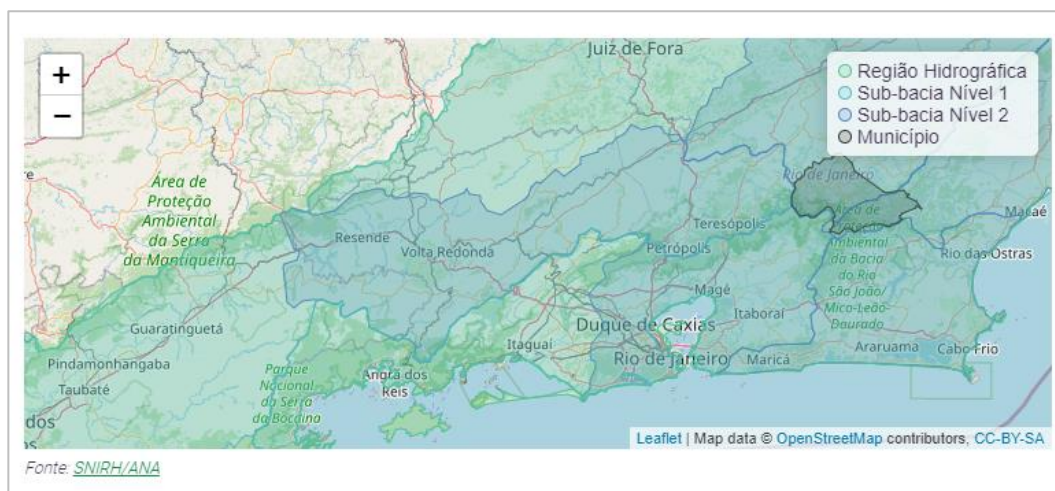 Juiz de Fora
+
−
Região Hidrográfica
Sub-bacia Nível 1
Sub-bacia Nível 2
Município
Área de
Proteção
Ambiental
da Serra
da Mantiqueira
Rio de Janeiro
Resende
Volta Redonda
Teresópolis
Petrópolis
Área de
Ambiental
da Bacia
do Rio
São João/
Mico-Leão-
Dourado
Macaé
Rio das Ostras
Magé
Itaboraí
Guaratinguetá
Duque de Caxias
Itaguaí
Rio de Janeiro
Maricá
Araruama
Cabo Frio
Pindamonhangaba
Taubaté
Parque
Nacional
da Serra
da Bocaina
Angra dos
Reis
dos
Leaflet | Map data © OpenStreetMap contributors, CC-BY-SA
Fonte: SNIRH/ANA